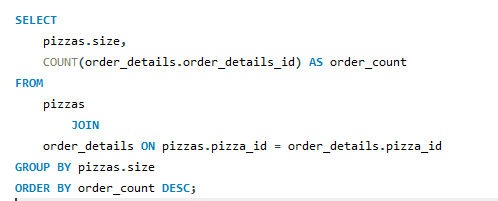 SELECT
    pizzas.size,
    COUNT(order_details.order_details_id) AS order_count
FROM
    pizzas
        JOIN
    order_details ON pizzas.pizza_id = order_details.pizza_id
GROUP BY pizzas.size
ORDER BY order_count DESC;